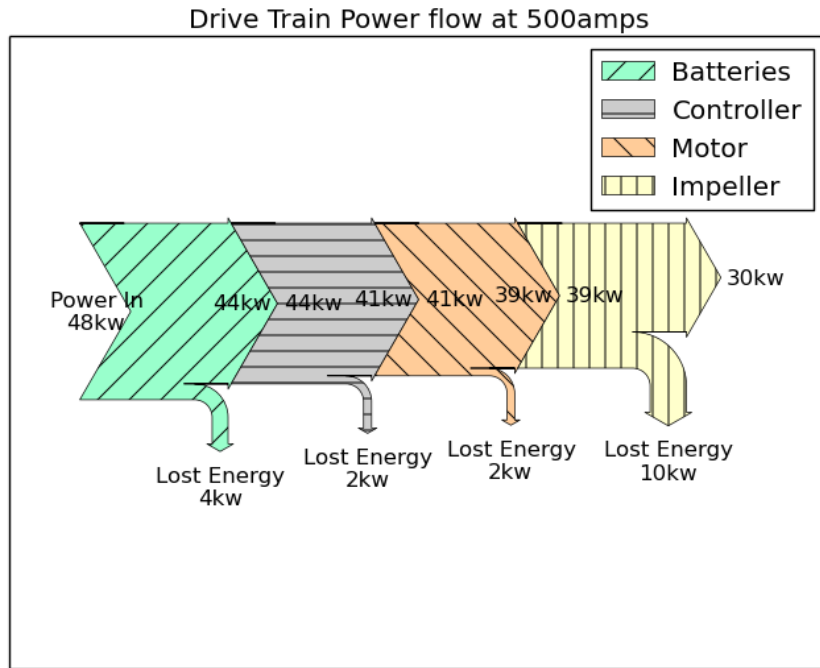 Drive Train Power flow at 500amps
Batteries
Controller
Motor
Impeller
Power In
48kw
44kw
44kw
41kw
41kw
39kw
39kw
30kw
Lost Energy
4kw
Lost Energy
2kw
Lost Energy
2kw
Lost Energy
10kw